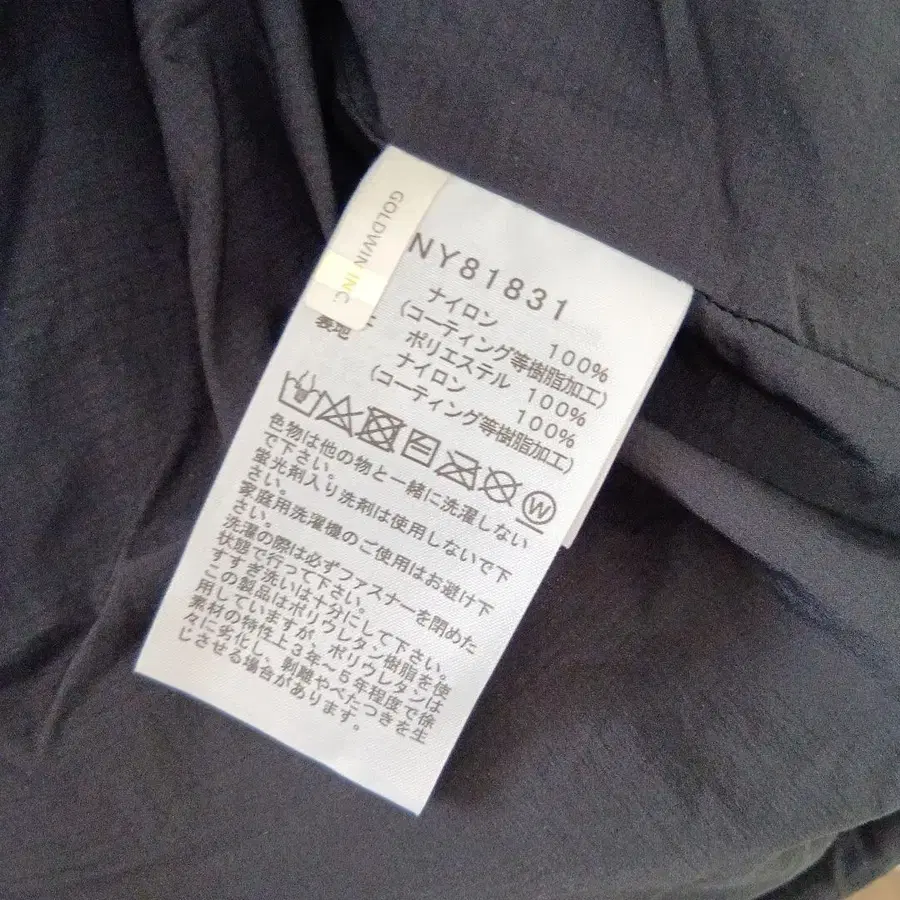 GOLDWIN INC.
NY81831
ナイロン 100%
(コーティング等樹脂加工)
表地 ポリエステル 100%
ナイロン 100%
(コーティング等樹脂加工)
W
色物は他の物と一緒に洗濯しない
で下さい。
蛍光剤入り洗剤は使用しないで下
さい。
家庭用洗濯機のご使用はお避け下
さい。
洗濯の際は必ずファスナーを閉めた
状態で行って下さい。
すすぎ洗いは十分にして下さい。
この製品はポリウレタン樹脂を使
用していますが、ポリウレタンは
素材の特性上3年～5年程度で徐
々に劣化し、剥離やべたつきを生
じさせる場合があります。